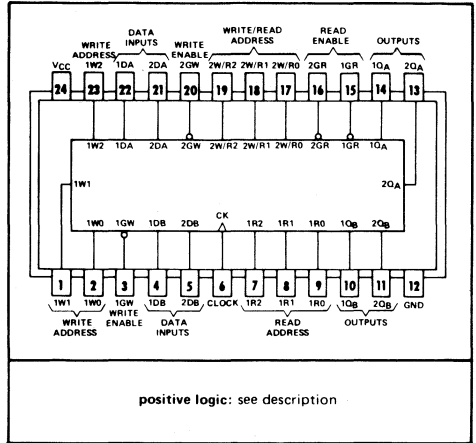 DATA WRITE WRITE/READ READ
WRITE INPUTS ENABLE ADDRESS ENABLE OUTPUTS
ADDRESS
VCC 1W2 1DA 2DA 2GW 2W/R2 2W/R1 2W/R0 2GR 1GR 1QA 2QA
24 23 22 21 20 19 18 17 16 15 14 13
1W2 1DA 2DA 2GW 2W/R2 2W/R1 2W/R0 2GR 1GR 1QA
1W1 2QA
CK
1W0 1GW 1DB 2DB 1R2 1R1 1R0 1QB 2QB
1 2 3 4 5 6 7 8 9 10 11 12
1W1 1W0 1GW 1DB 2DB CLOCK 1R2 1R1 1R0 1QB 2QB GND
WRITE WRITE DATA READ OUTPUTS
ADDRESS ENABLE INPUTS ADDRESS
positive logic: see description